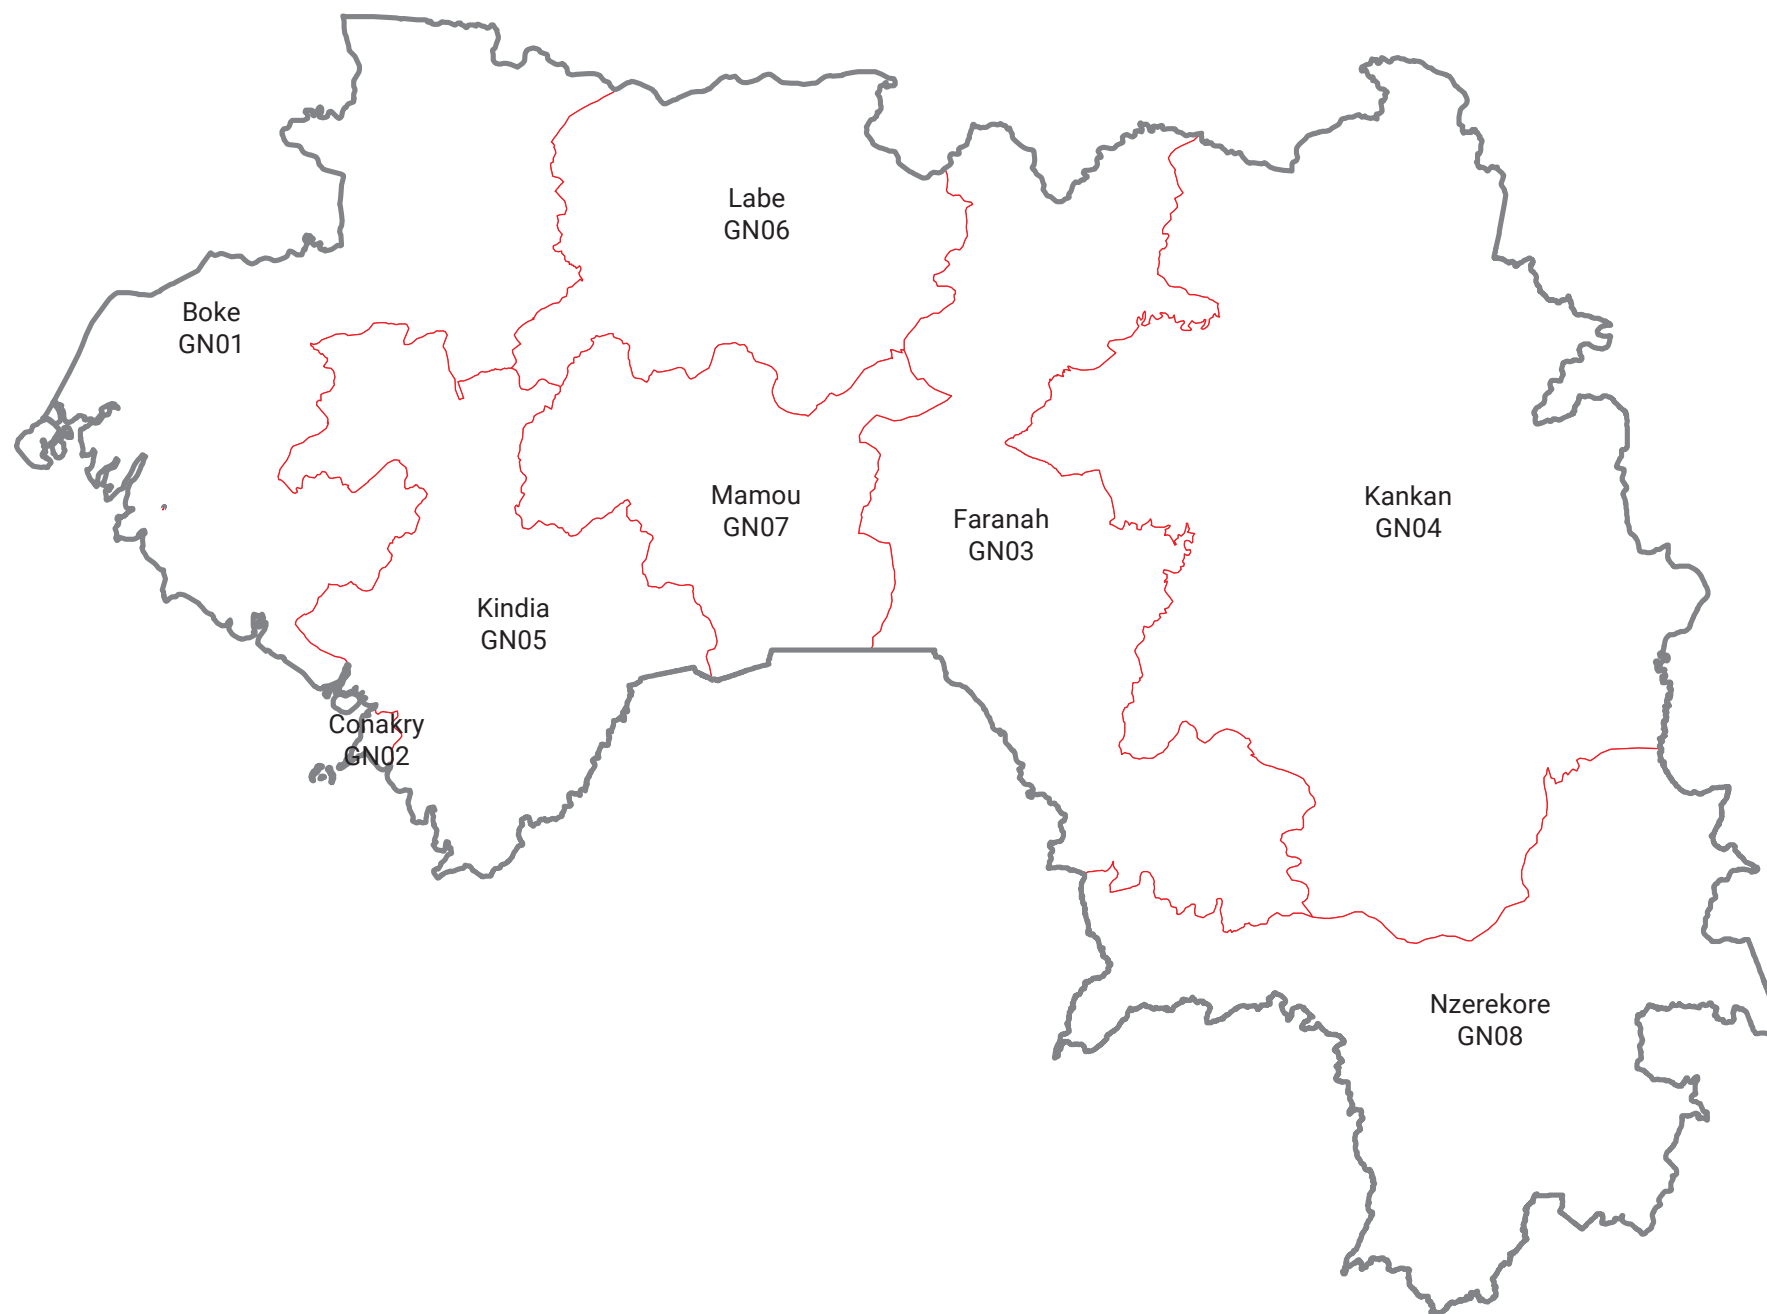 Labe
GN06
Boke
GN01
Mamou
GN07
Kankan
GN04
Faranah
GN03
Kindia
GN05
Conakry
GN02
Nzerekore
GN08